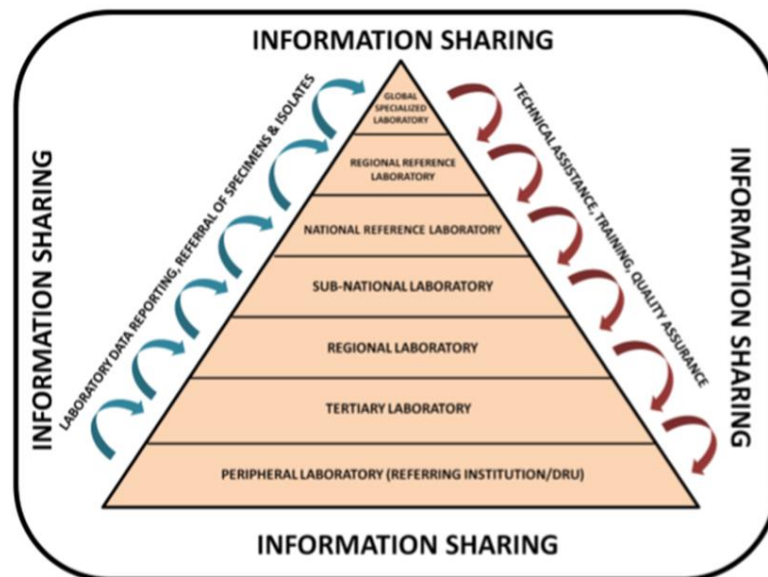 INFORMATION SHARING
GLOBAL
SPECIALIZED
LABORATORY
REGIONAL REFERENCE
LABORATORY
NATIONAL REFERENCE LABORATORY
SUB-NATIONAL LABORATORY
REGIONAL LABORATORY
TERTIARY LABORATORY
PERIPHERAL LABORATORY (REFERRING INSTITUTION/DRU)
LABORATORY DATA REPORTING, REFERRAL OF SPECIMENS & ISOLATES
TECHNICAL ASSISTANCE, TRAINING, QUALITY ASSURANCE
INFORMATION SHARING
INFORMATION SHARING
INFORMATION SHARING